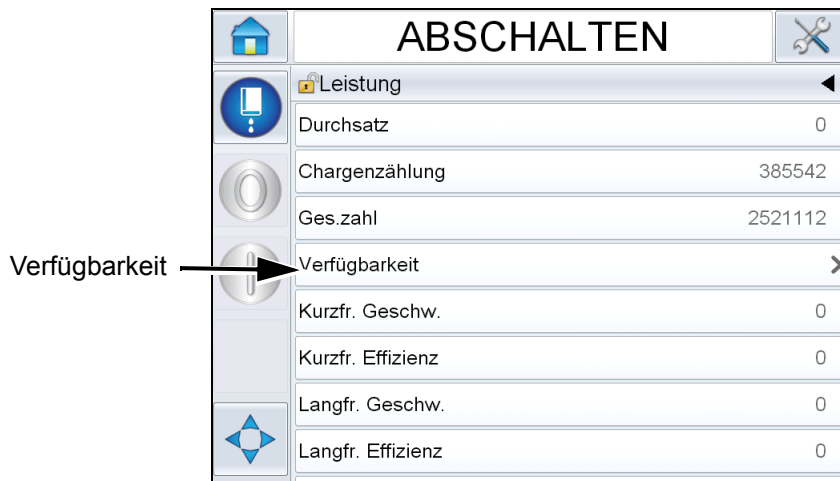 ABSCHALTEN
Leistung
Durchsatz 0
Chargenzählung 385542
Ges.zahl 2521112
Verfügbarkeit
Verfügbarkeit
Kurzfr. Geschw. 0
Kurzfr. Effizienz 0
Langfr. Geschw. 0
Langfr. Effizienz 0